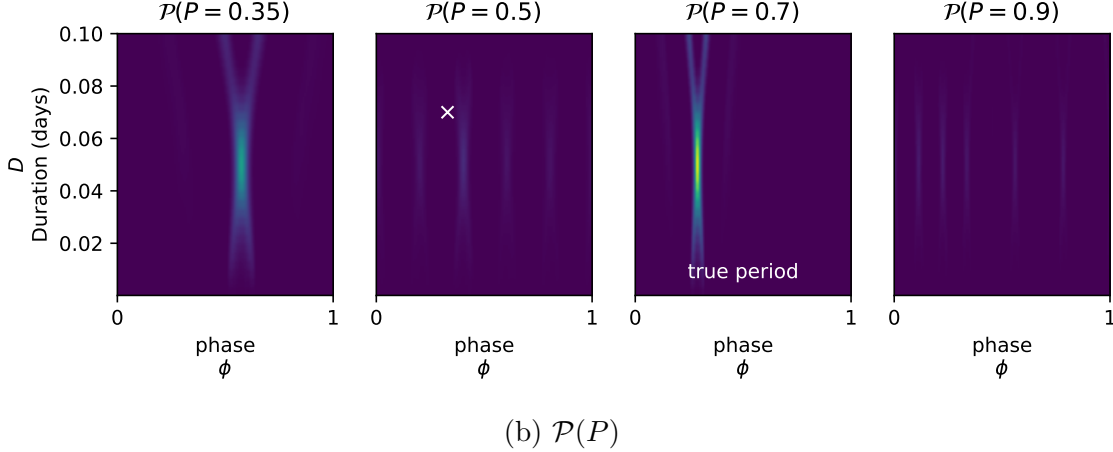 𝒫(P = 0.35) 𝒫(P = 0.5) 𝒫(P = 0.7) 𝒫(P = 0.9)
0.10
0.08
0.06
0.04
0.02
D
Duration (days)
×
true period
0 1 0 1 0 1 0 1
phase phase phase phase
ϕ ϕ ϕ ϕ
(b) 𝒫(P)